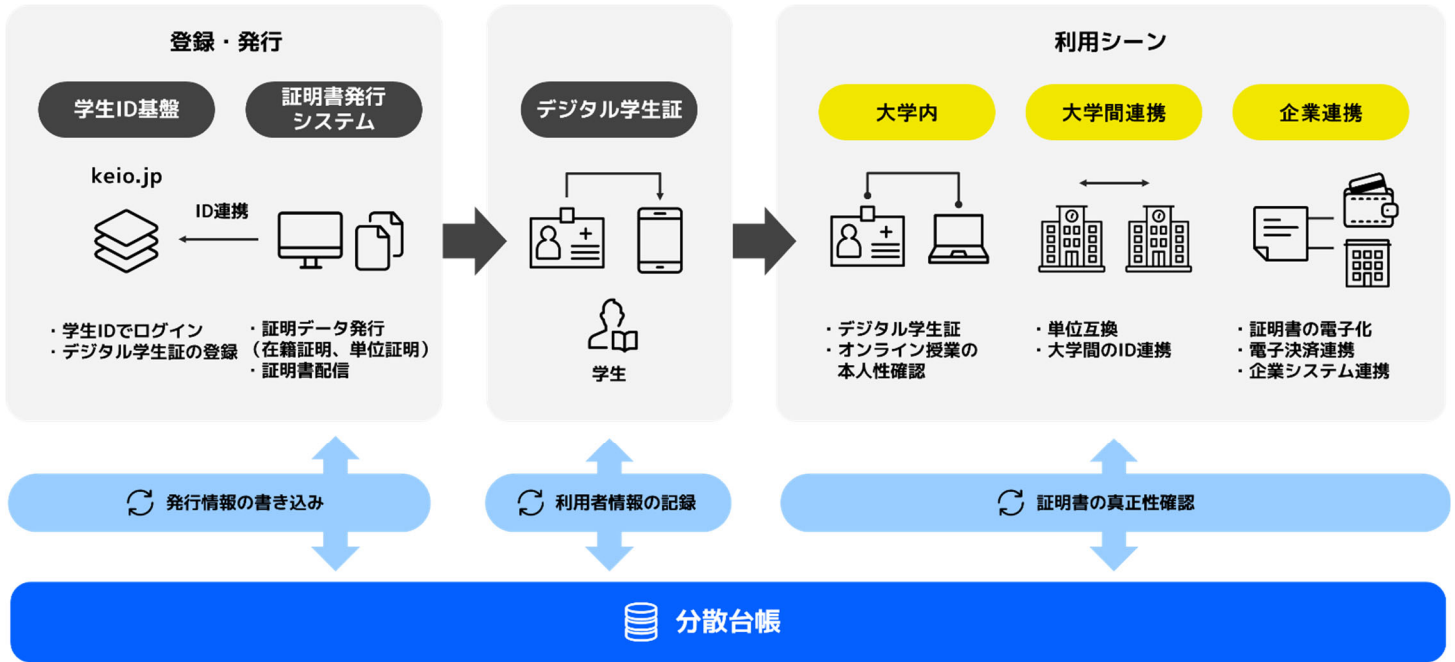 登録・発行
学生ID基盤
証明書発行
システム
keio.jp
ID連携
・学生IDでログイン
・デジタル学生証の登録
・証明データ発行
（在籍証明、単位証明）
・証明書配信
デジタル学生証
学生
利用シーン
大学内
・デジタル学生証
・オンライン授業の
本人性確認
大学間連携
・単位互換
・大学間のID連携
企業連携
・証明書の電子化
・電子決済連携
・企業システム連携
発行情報の書き込み
利用者情報の記録
証明書の真正性確認
分散台帳